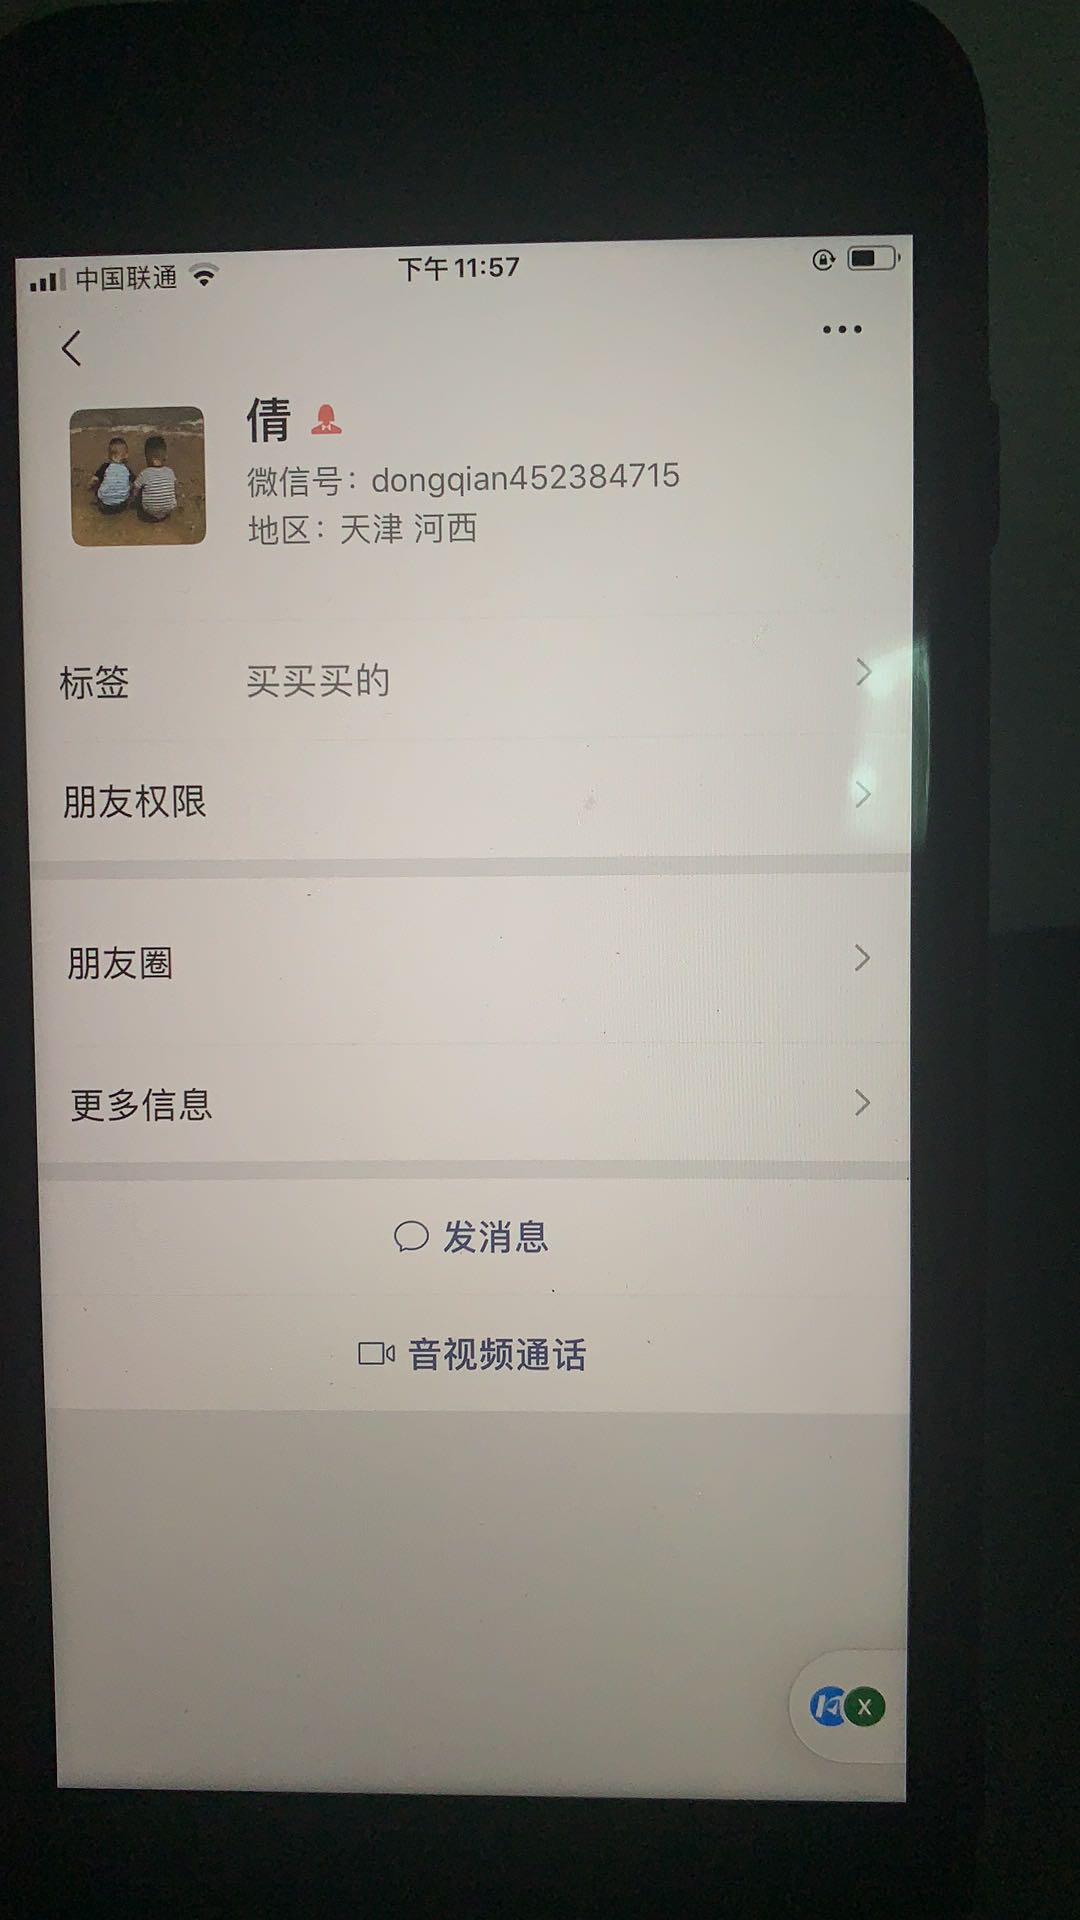 中国联通
下午11:57
倩
微信号：dongqian452384715
地区：天津 河西
标签 买买买的
朋友权限
朋友圈
更多信息
发消息
音视频通话
X